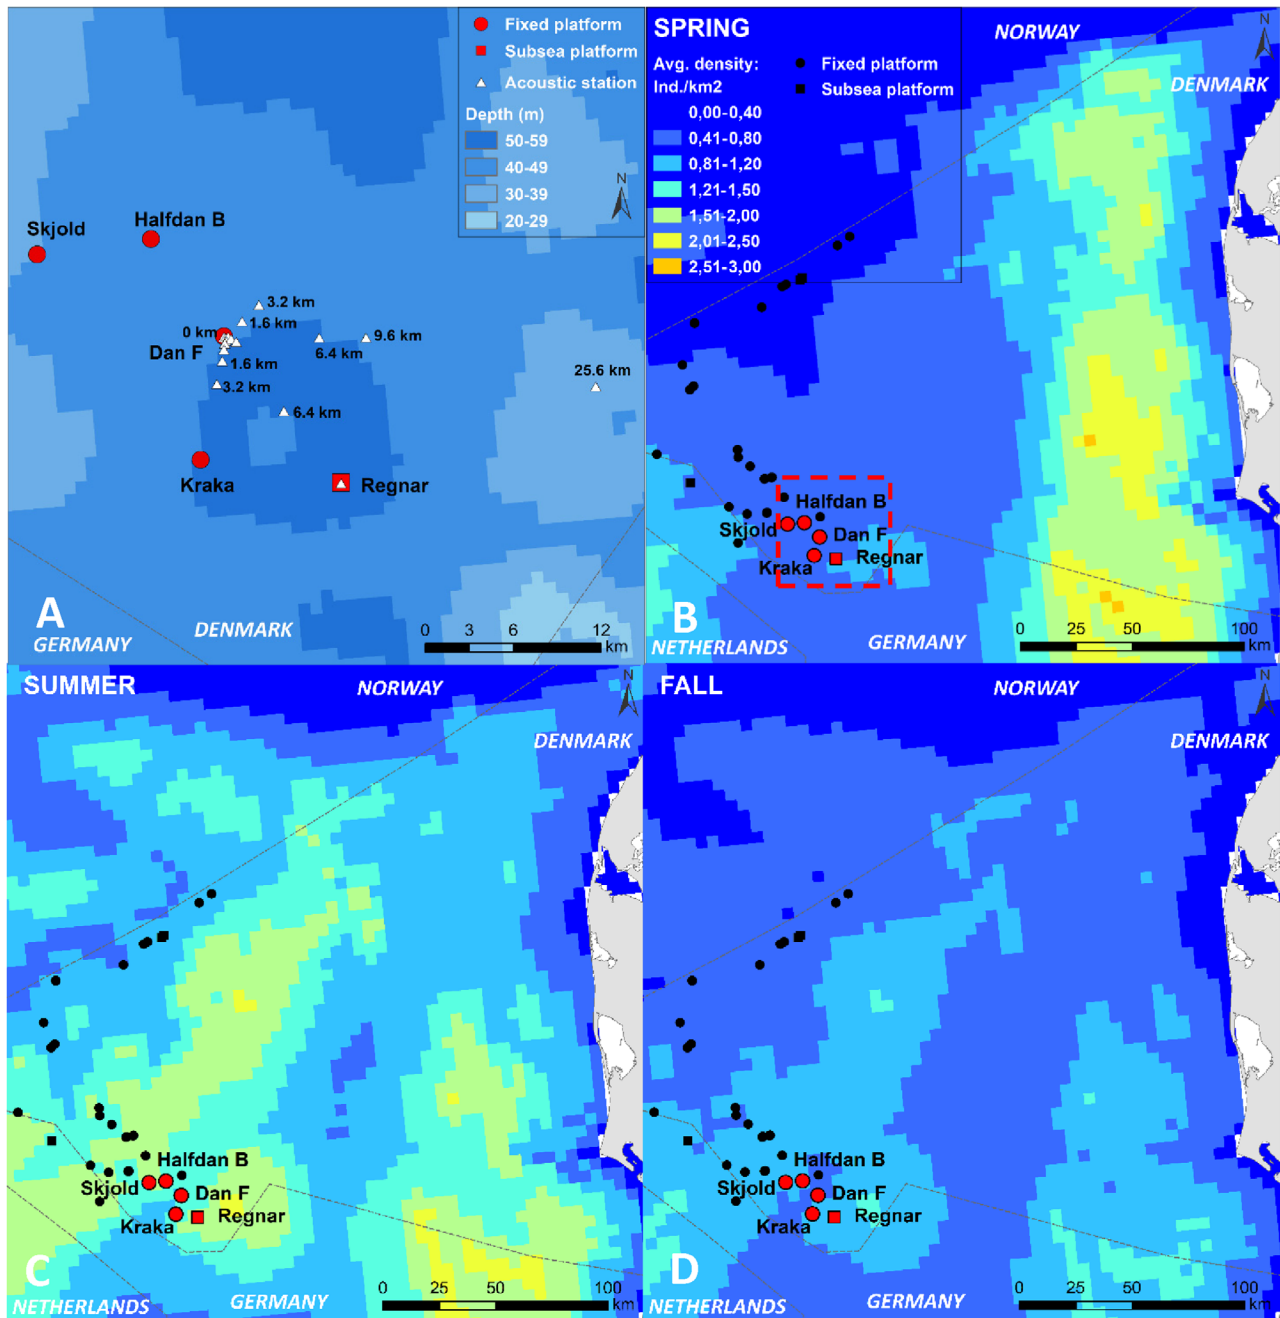 Fixed platform
Subsea platform
Acoustic station
Depth (m)
50-59
40-49
30-39
20-29
N
Skjold
Halfdan B
3.2 km
1.6 km
0 km
Dan F
6.4 km
9.6 km
1.6 km
3.2 km
25.6 km
6.4 km
Kraka
Regnar
A
DENMARK
GERMANY
0 3 6 12
km
SPRING
NORWAY
N
Avg. density:
Ind./km2
Fixed platform
Subsea platform
DENMARK
0,00-0,40
0,41-0,80
0,81-1,20
1,21-1,50
1,51-2,00
2,01-2,50
2,51-3,00
Halfdan B
Skjold
Dan F
Kraka
Regnar
B
NETHERLANDS
GERMANY
0 25 50 100
km
SUMMER
NORWAY
N
DENMARK
Halfdan B
Skjold
Dan F
Kraka
Regnar
C
NETHERLANDS
GERMANY
0 25 50 100
km
FALL
NORWAY
N
DENMARK
Halfdan B
Skjold
Dan F
Kraka
Regnar
D
NETHERLANDS
GERMANY
0 25 50 100
km